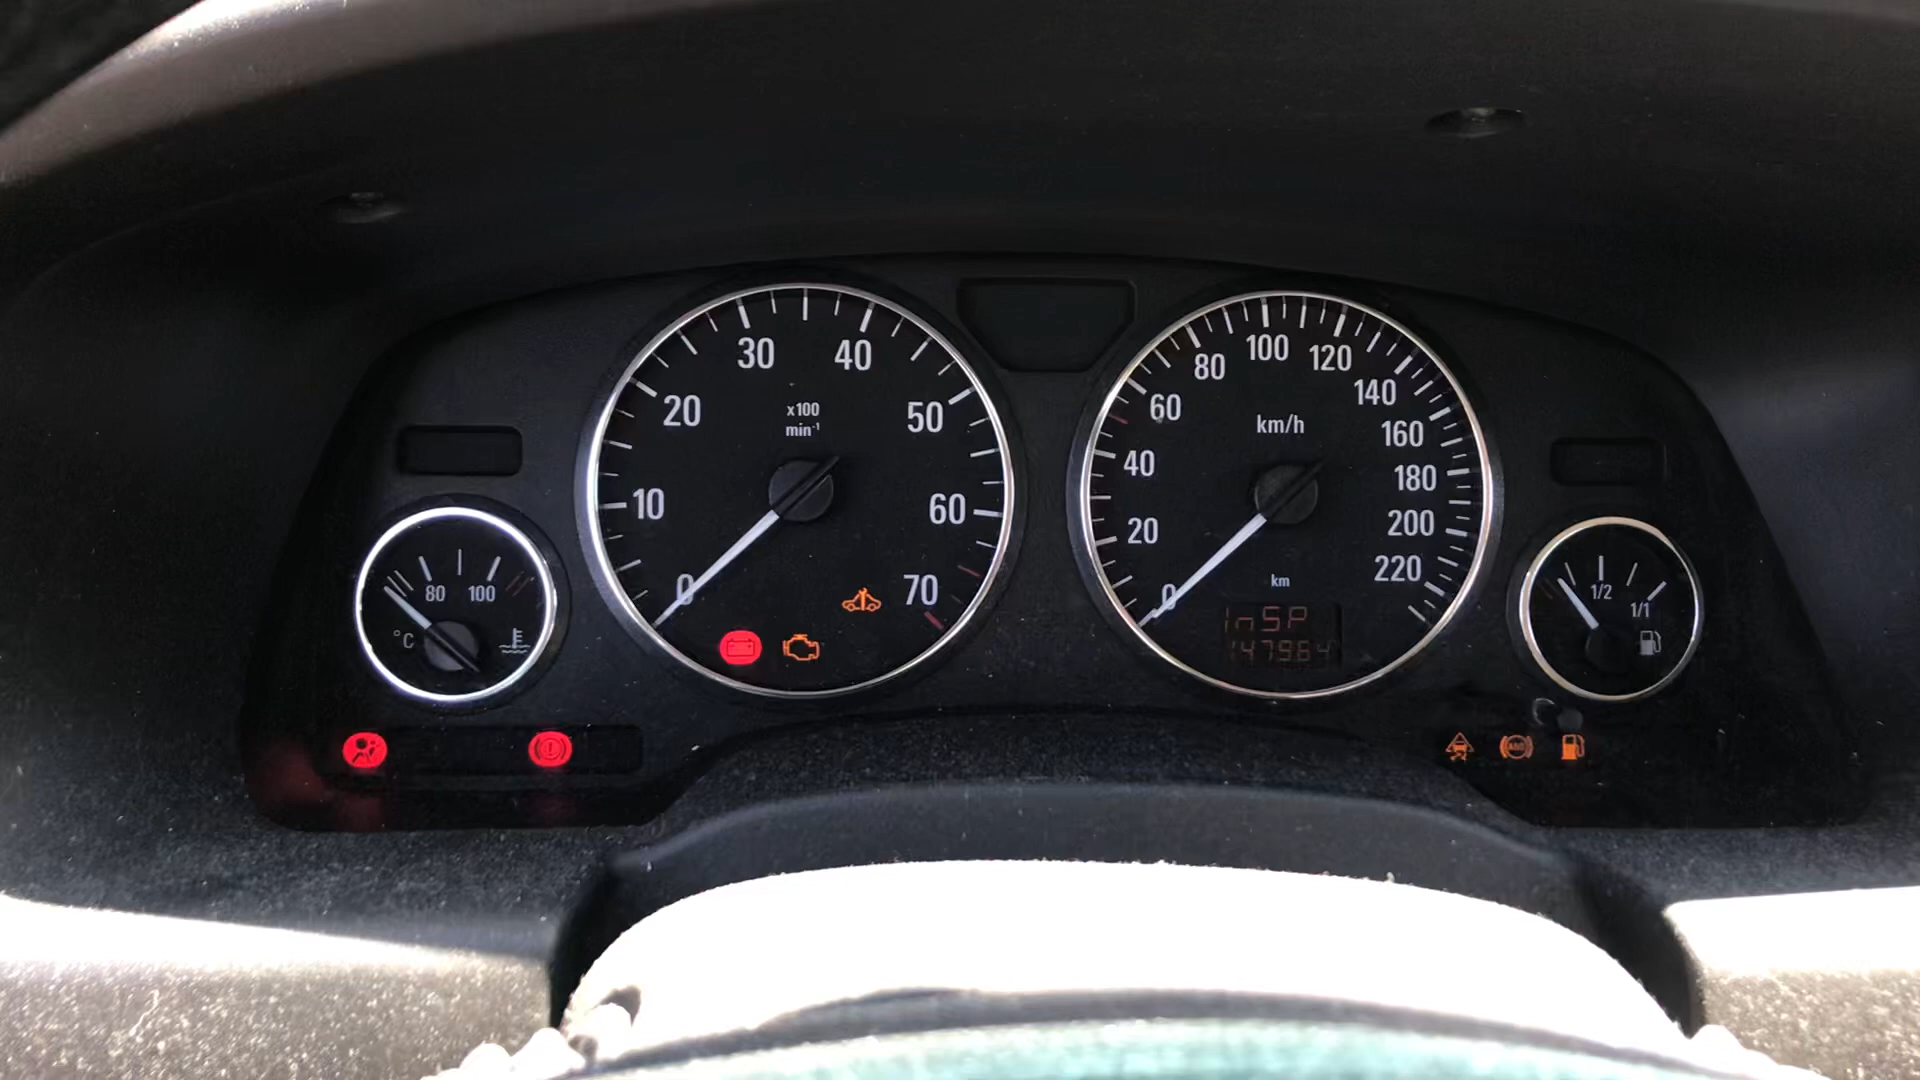 80 100
°C
0 10 20 30 40 50 60 70
x100
min⁻¹
0 20 40 60 80 100 120 140 160 180 200 220
km/h
km
InSP
147964
1/2
1/1
ABS